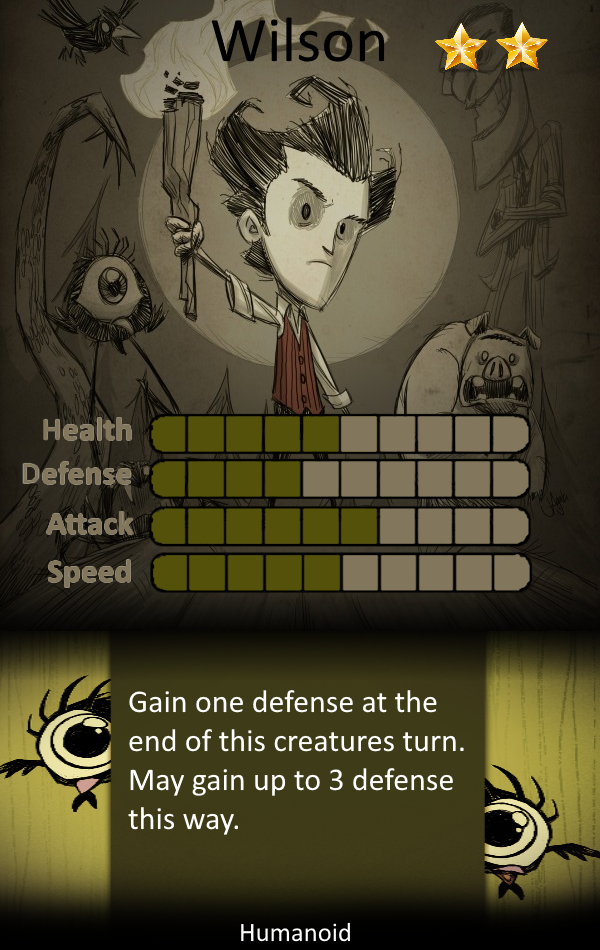 Wilson
Health
Defense
Attack
Speed
Gain one defense at the
end of this creatures turn.
May gain up to 3 defense
this way.
Humanoid